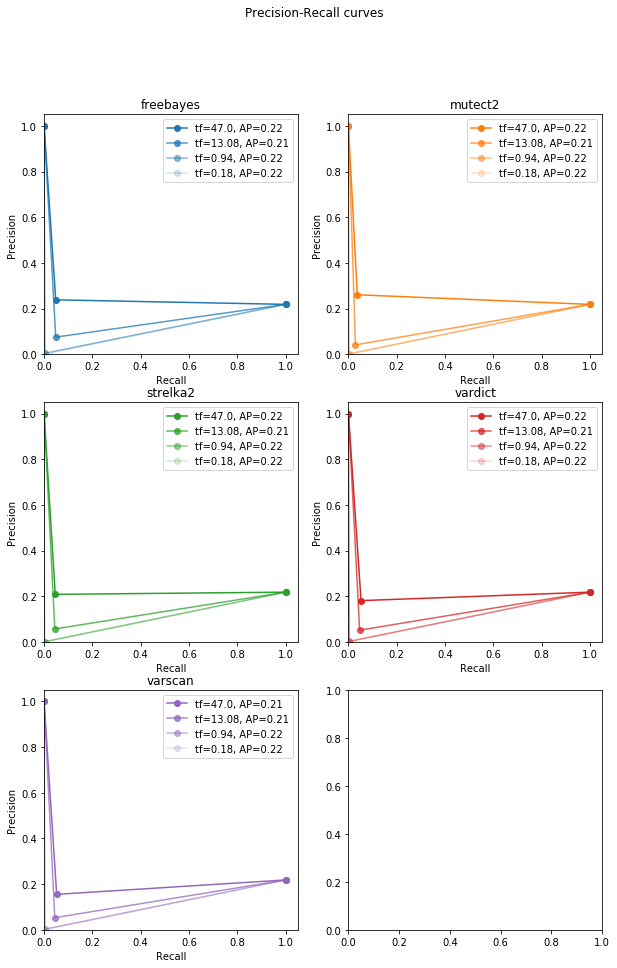 Precision-Recall curves
freebayes
1.0
0.8
0.6
0.4
0.2
0.0
Precision
tf=47.0, AP=0.22
tf=13.08, AP=0.21
tf=0.94, AP=0.22
tf=0.18, AP=0.22
0.0 0.2 0.4 0.6 0.8 1.0
Recall
mutect2
1.0
0.8
0.6
0.4
0.2
0.0
Precision
tf=47.0, AP=0.22
tf=13.08, AP=0.21
tf=0.94, AP=0.22
tf=0.18, AP=0.22
0.0 0.2 0.4 0.6 0.8 1.0
Recall
strelka2
1.0
0.8
0.6
0.4
0.2
0.0
Precision
tf=47.0, AP=0.22
tf=13.08, AP=0.21
tf=0.94, AP=0.22
tf=0.18, AP=0.22
0.0 0.2 0.4 0.6 0.8 1.0
Recall
vardict
1.0
0.8
0.6
0.4
0.2
0.0
Precision
tf=47.0, AP=0.22
tf=13.08, AP=0.21
tf=0.94, AP=0.22
tf=0.18, AP=0.22
0.0 0.2 0.4 0.6 0.8 1.0
Recall
varscan
1.0
0.8
0.6
0.4
0.2
0.0
Precision
tf=47.0, AP=0.21
tf=13.08, AP=0.21
tf=0.94, AP=0.22
tf=0.18, AP=0.22
0.0 0.2 0.4 0.6 0.8 1.0
Recall
1.0
0.8
0.6
0.4
0.2
0.0
0.0 0.2 0.4 0.6 0.8 1.0